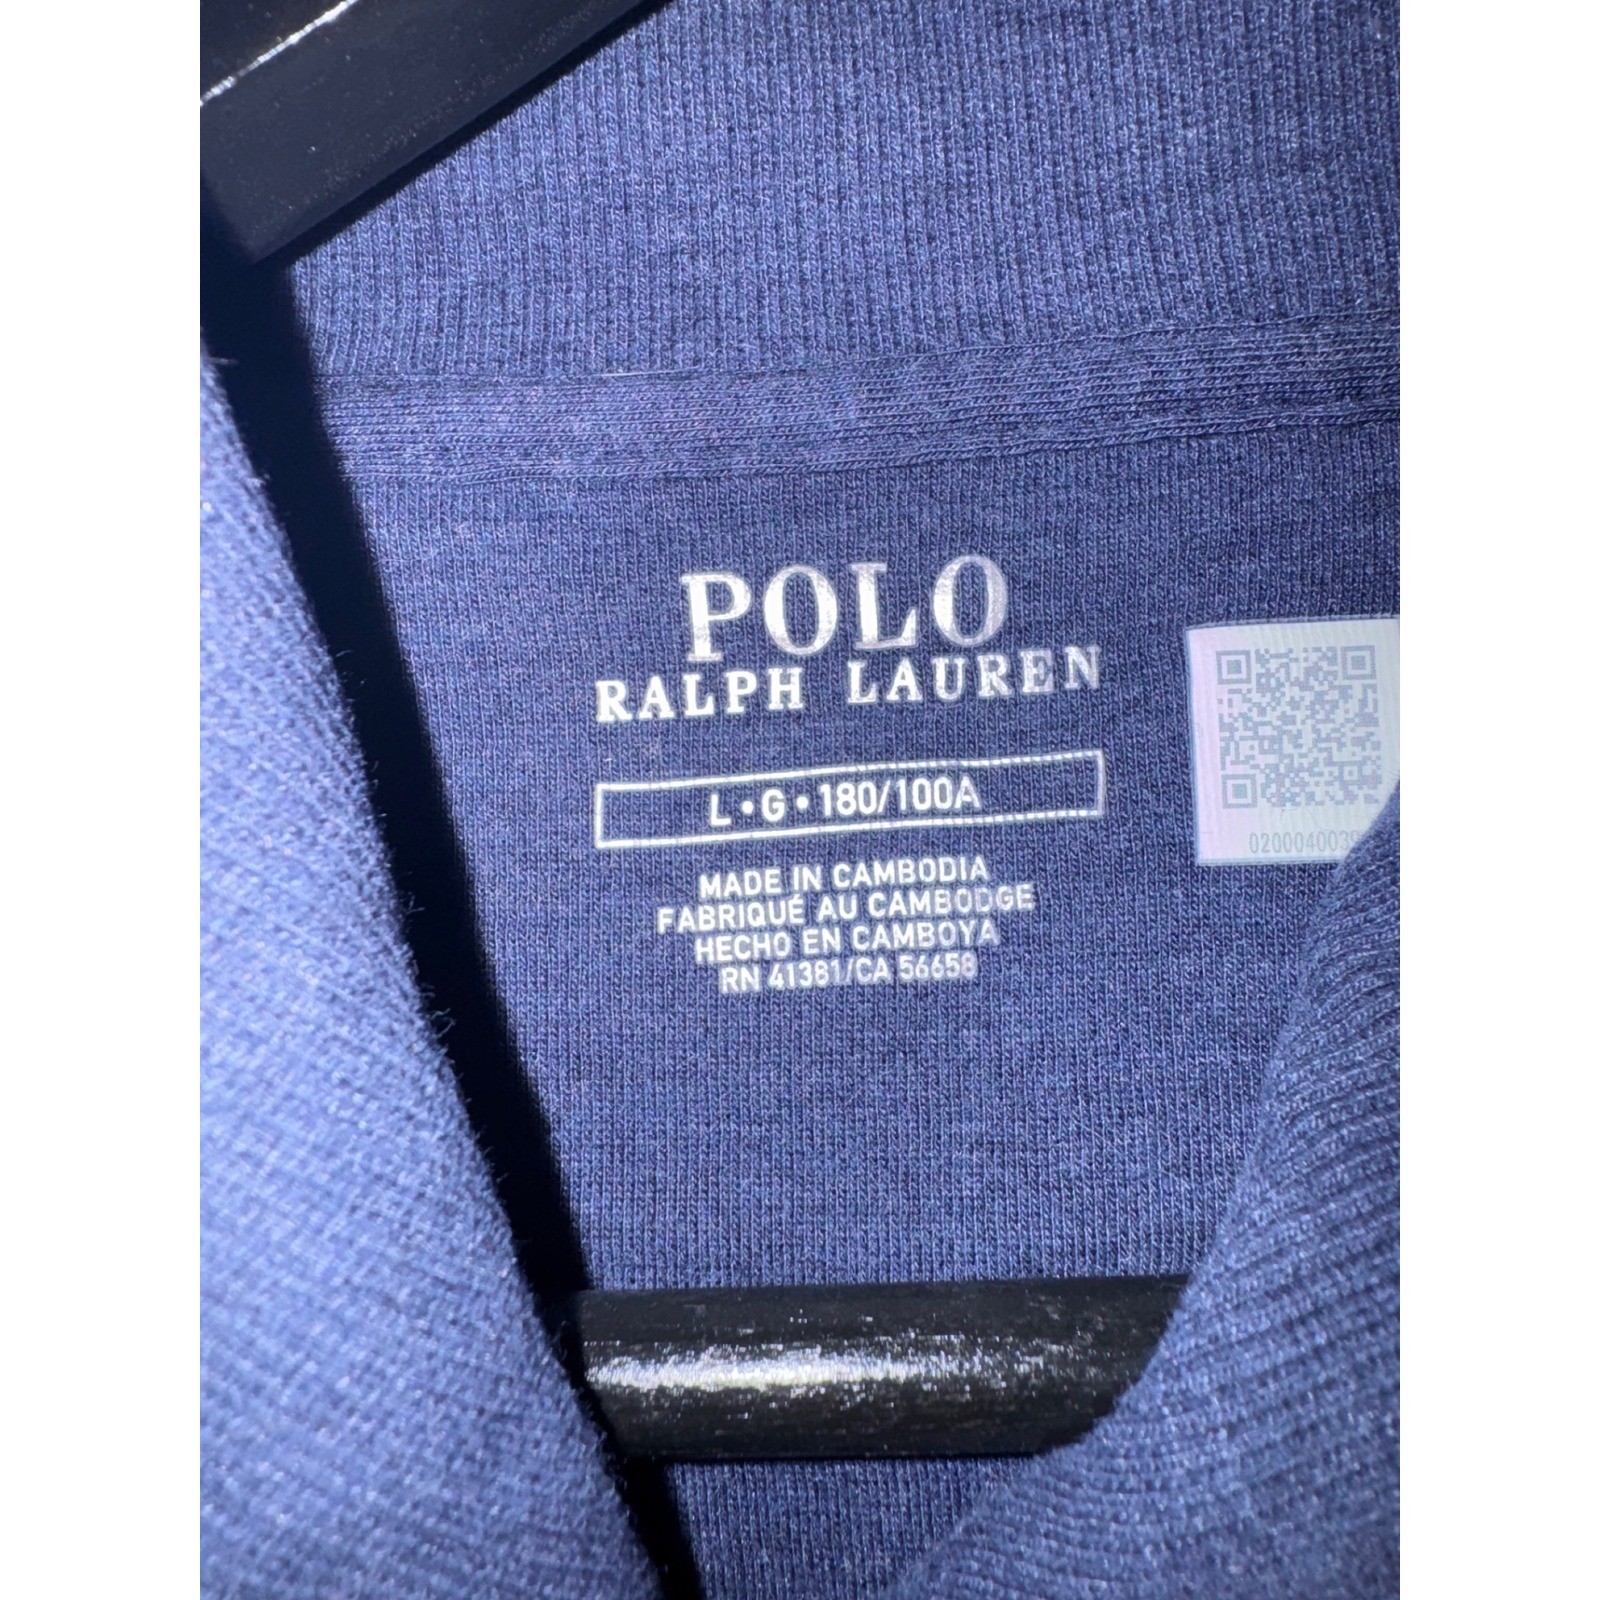 POLO
RALPH LAUREN
L•G•180/100A
MADE IN CAMBODIA
FABRIQUÉ AU CAMBODGE
HECHO EN CAMBOYA
RN 41381/CA 56658